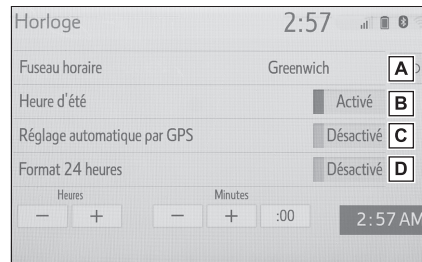 Horloge 2:57
Fuseau horaire Greenwich A
Heure d'été Activé B
Réglage automatique par GPS Désactivé C
Format 24 heures Désactivé D
Heures Minutes
− + − + :00 2:57 AM